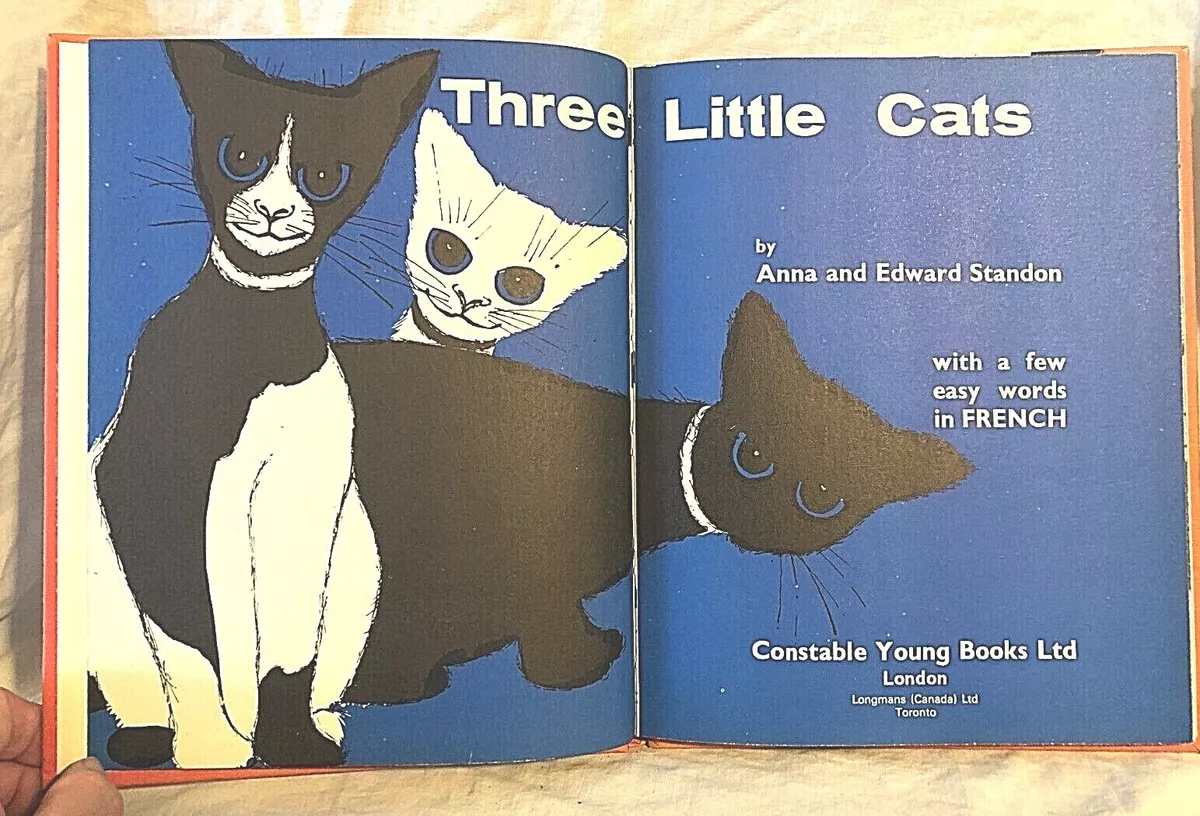 Three Little Cats
by
Anna and Edward Standon
with a few
easy words
in FRENCH
Constable Young Books Ltd
London
Longmans (Canada) Ltd
Toronto